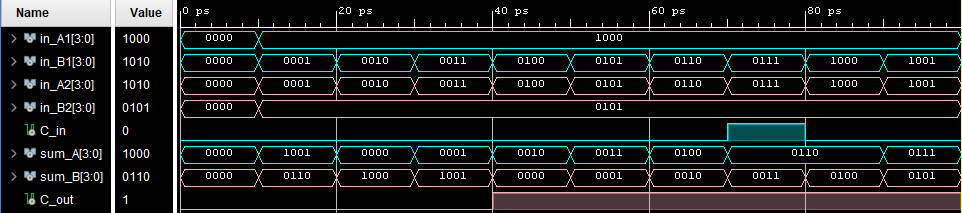 Name Value 0 ps 20 ps 40 ps 60 ps 80 ps
in_A1[3:0] 1000 0000 1000
in_B1[3:0] 1010 0000 0001 0010 0011 0100 0101 0110 0111 1000 1001
in_A2[3:0] 1010 0000 0001 0010 0011 0100 0101 0110 0111 1000 1001
in_B2[3:0] 0101 0000 0101
C_in 0
sum_A[3:0] 1000 0000 1001 0000 0001 0010 0011 0100 0110 0111
sum_B[3:0] 0110 0000 0110 1000 1001 0000 0001 0010 0011 0100 0101
C_out 1